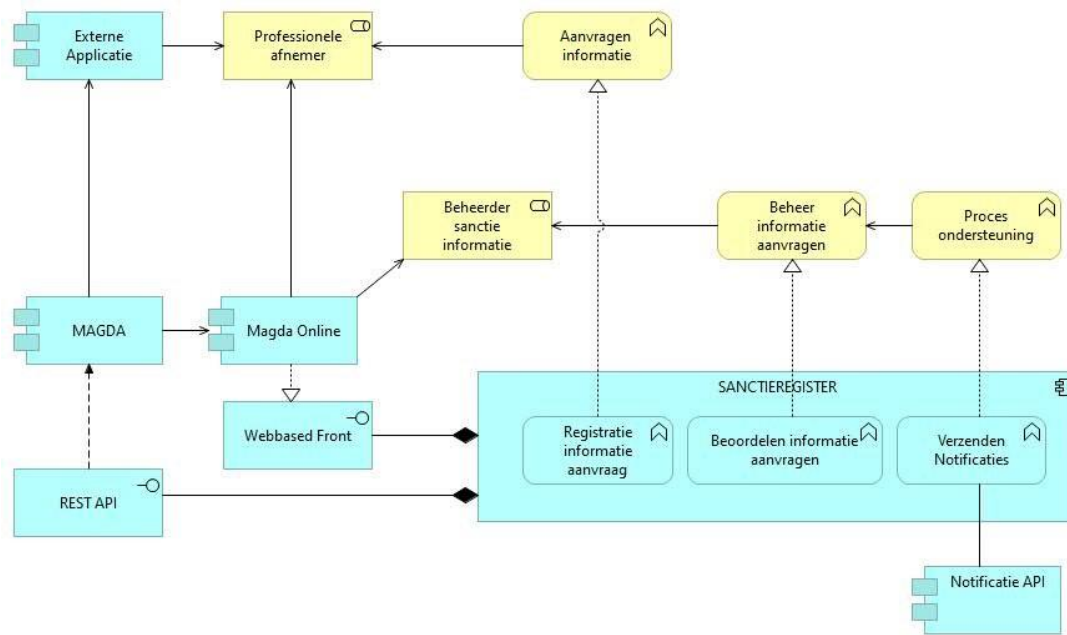 Externe
Applicatie
Professionele
afnemer
Aanvragen
informatie
Beheerder
sanctie
informatie
Beheer
informatie
aanvragen
Proces
ondersteuning
MAGDA
Magda Online
SANCTIEREGISTER
Webbased Front
Registratie
informatie
aanvraag
Beoordelen informatie
aanvragen
Verzenden
Notificaties
REST API
Notificatie API